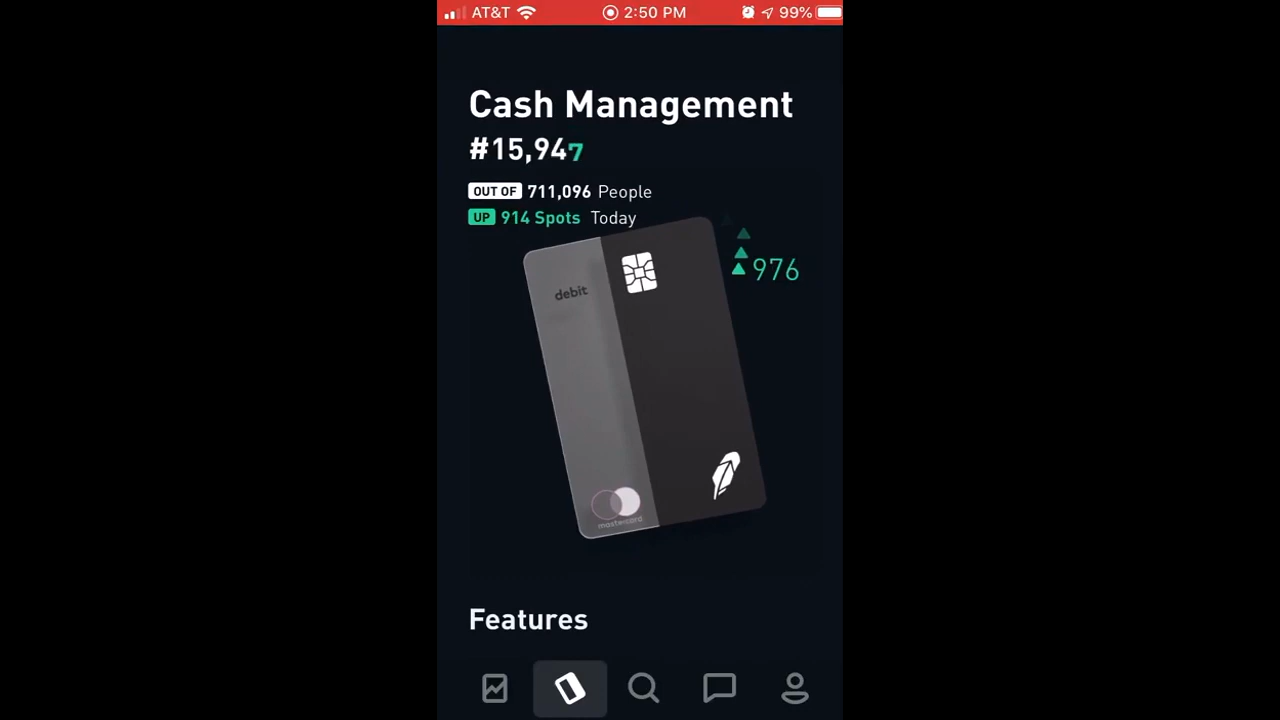 AT&T 2:50 PM 99%
Cash Management
#15,947
OUT OF 711,096 People
UP 914 Spots Today
976
debit
mastercard
Features